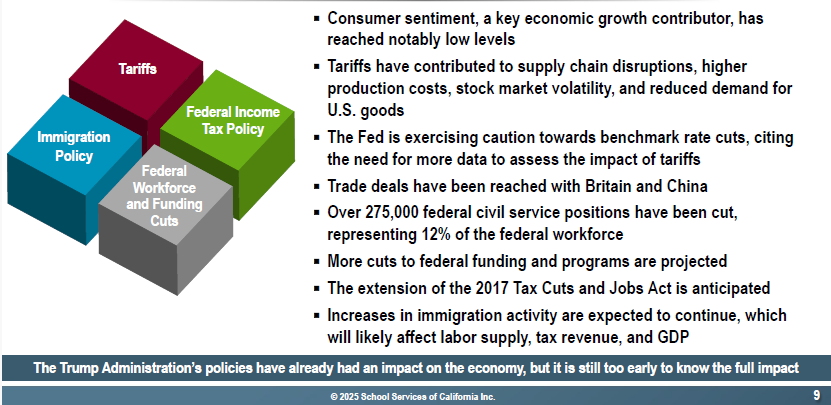 Tariffs
Federal Income
Tax Policy
Immigration
Policy
Federal
Workforce
and Funding
Cuts
▪ Consumer sentiment, a key economic growth contributor, has
reached notably low levels
▪ Tariffs have contributed to supply chain disruptions, higher
production costs, stock market volatility, and reduced demand for
U.S. goods
▪ The Fed is exercising caution towards benchmark rate cuts, citing
the need for more data to assess the impact of tariffs
▪ Trade deals have been reached with Britain and China
▪ Over 275,000 federal civil service positions have been cut,
representing 12% of the federal workforce
▪ More cuts to federal funding and programs are projected
▪ The extension of the 2017 Tax Cuts and Jobs Act is anticipated
▪ Increases in immigration activity are expected to continue, which
will likely affect labor supply, tax revenue, and GDP
The Trump Administration's policies have already had an impact on the economy, but it is still too early to know the full impact
© 2025 School Services of California Inc.
9